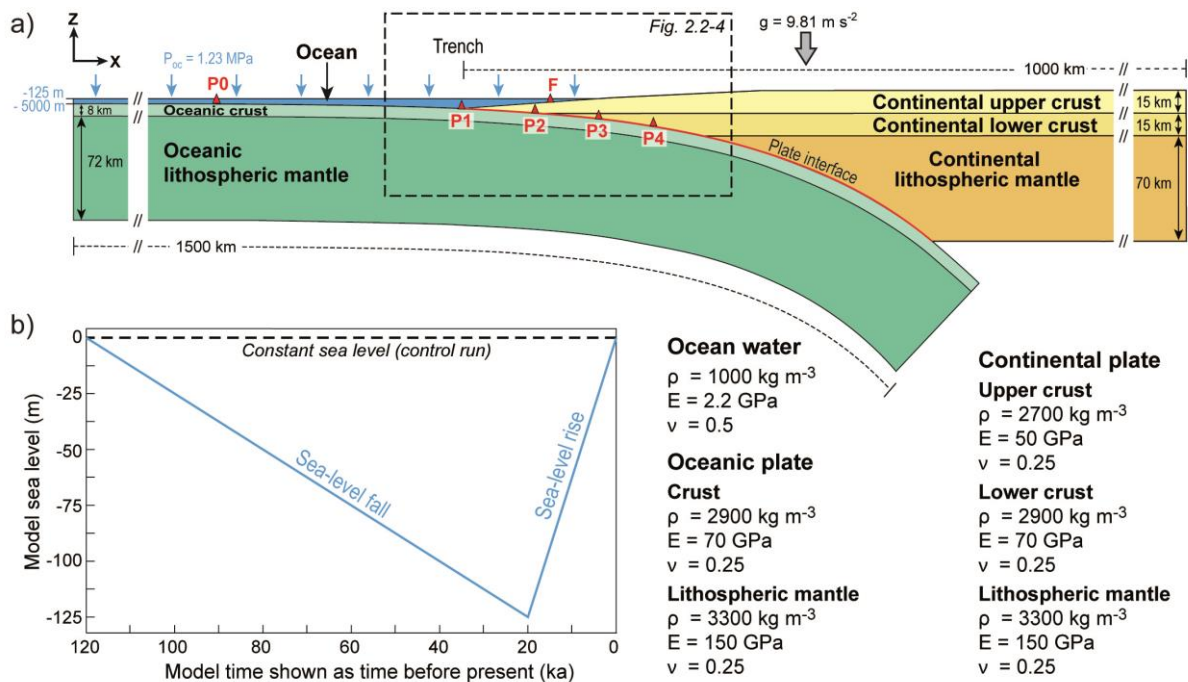 a)
Z
X
P_oc = 1.23 MPa
Ocean
Trench
Fig. 2.2-4
g = 9.81 m s^-2
1000 km
P0
F
-125 m
- 5000 m
8 km
Oceanic crust
P1
P2
P3
P4
Continental upper crust
15 km
Continental lower crust
15 km
72 km
Oceanic
lithospheric mantle
Plate interface
Continental
lithospheric mantle
70 km
1500 km
b)
Model sea level (m)
0
-25
-50
-75
-100
-125
Constant sea level (control run)
Sea-level fall
Sea-level rise
120
100
80
60
40
20
0
Model time shown as time before present (ka)
Ocean water
ρ = 1000 kg m^-3
E = 2.2 GPa
ν = 0.5
Oceanic plate
Crust
ρ = 2900 kg m^-3
E = 70 GPa
ν = 0.25
Lithospheric mantle
ρ = 3300 kg m^-3
E = 150 GPa
ν = 0.25
Continental plate
Upper crust
ρ = 2700 kg m^-3
E = 50 GPa
ν = 0.25
Lower crust
ρ = 2900 kg m^-3
E = 70 GPa
ν = 0.25
Lithospheric mantle
ρ = 3300 kg m^-3
E = 150 GPa
ν = 0.25